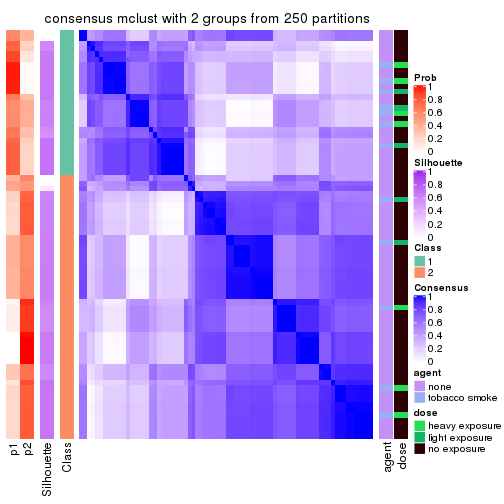 consensus mclust with 2 groups from 250 partitions
Prob
1
0.8
0.6
0.4
0.2
0
Silhouette
1
0.8
0.6
0.4
0.2
0
Class
1
2
Consensus
1
0.8
0.6
0.4
0.2
0
agent
none
tobacco smoke
dose
heavy exposure
light exposure
no exposure
p1
p2
Silhouette
Class
agent
dose